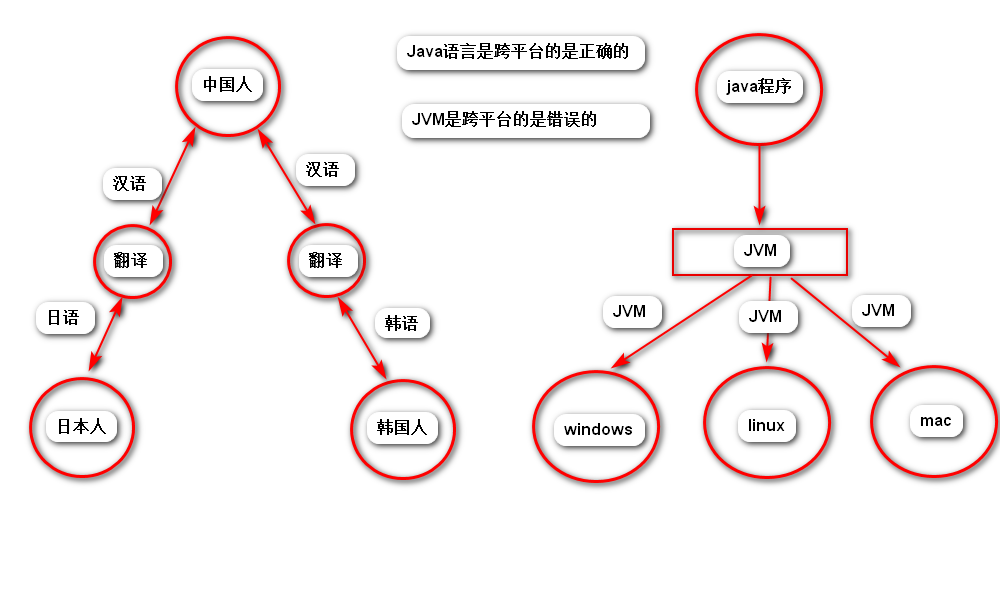 中国人
Java语言是跨平台的是正确的
java程序
JVM是跨平台的是错误的
汉语
汉语
翻译
翻译
JVM
日语
韩语
JVM
JVM
JVM
日本人
韩国人
windows
linux
mac